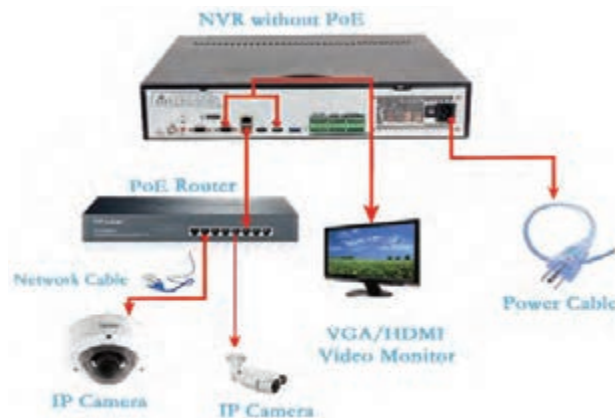 NVR without PoE
PoE Router
Network Cable
IP Camera
IP Camera
VGA/HDMI
Video Monitor
Power Cable